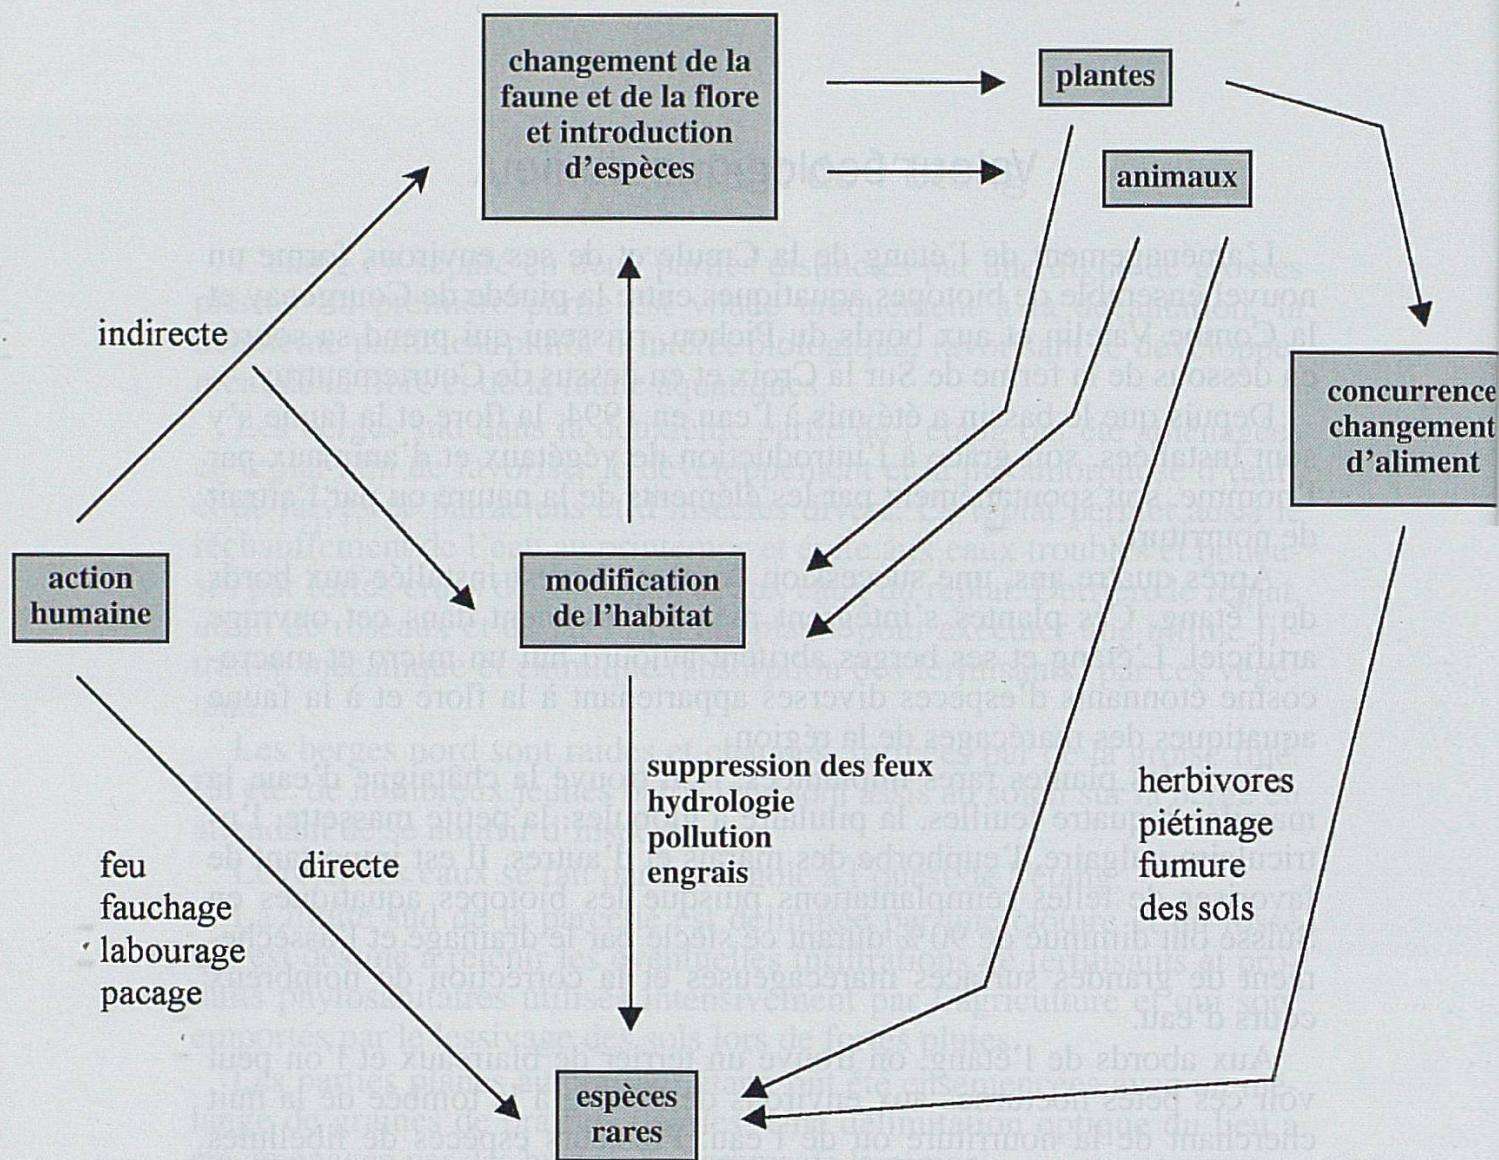 changement de la
faune et de la flore
et introduction
d'espèces
plantes
animaux
indirecte
concurrence
changement
d'aliment
action
humaine
modification
de l'habitat
suppression des feux
hydrologie
pollution
engrais
herbivores
piétinage
fumure
des sols
feu
fauchage
labourage
pacage
directe
espèces
rares